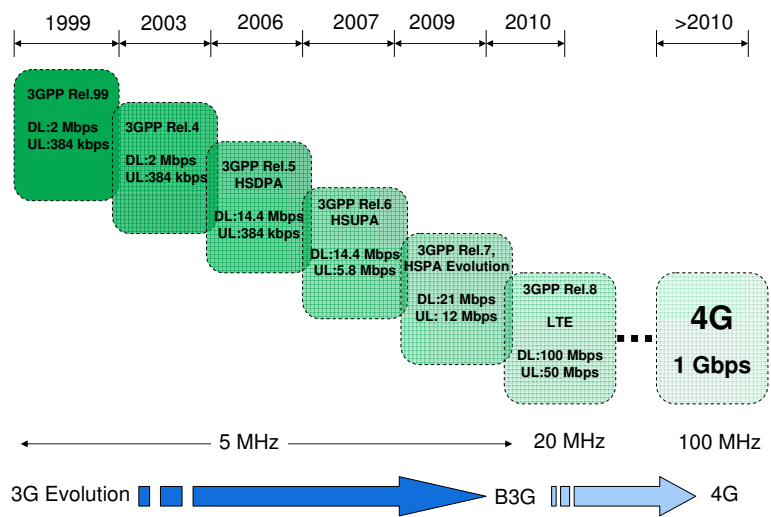 1999 2003 2006 2007 2009 2010 >2010
3GPP Rel.99
DL:2 Mbps
UL:384 kbps
3GPP Rel.4
DL:2 Mbps
UL:384 kbps
3GPP Rel.5
HSDPA
DL:14.4 Mbps
UL:384 kbps
3GPP Rel.6
HSUPA
DL:14.4 Mbps
UL:5.8 Mbps
3GPP Rel.7,
HSPA Evolution
DL:21 Mbps
UL: 12 Mbps
3GPP Rel.8
LTE
DL:100 Mbps
UL:50 Mbps
4G
1 Gbps
5 MHz 20 MHz 100 MHz
3G Evolution B3G 4G